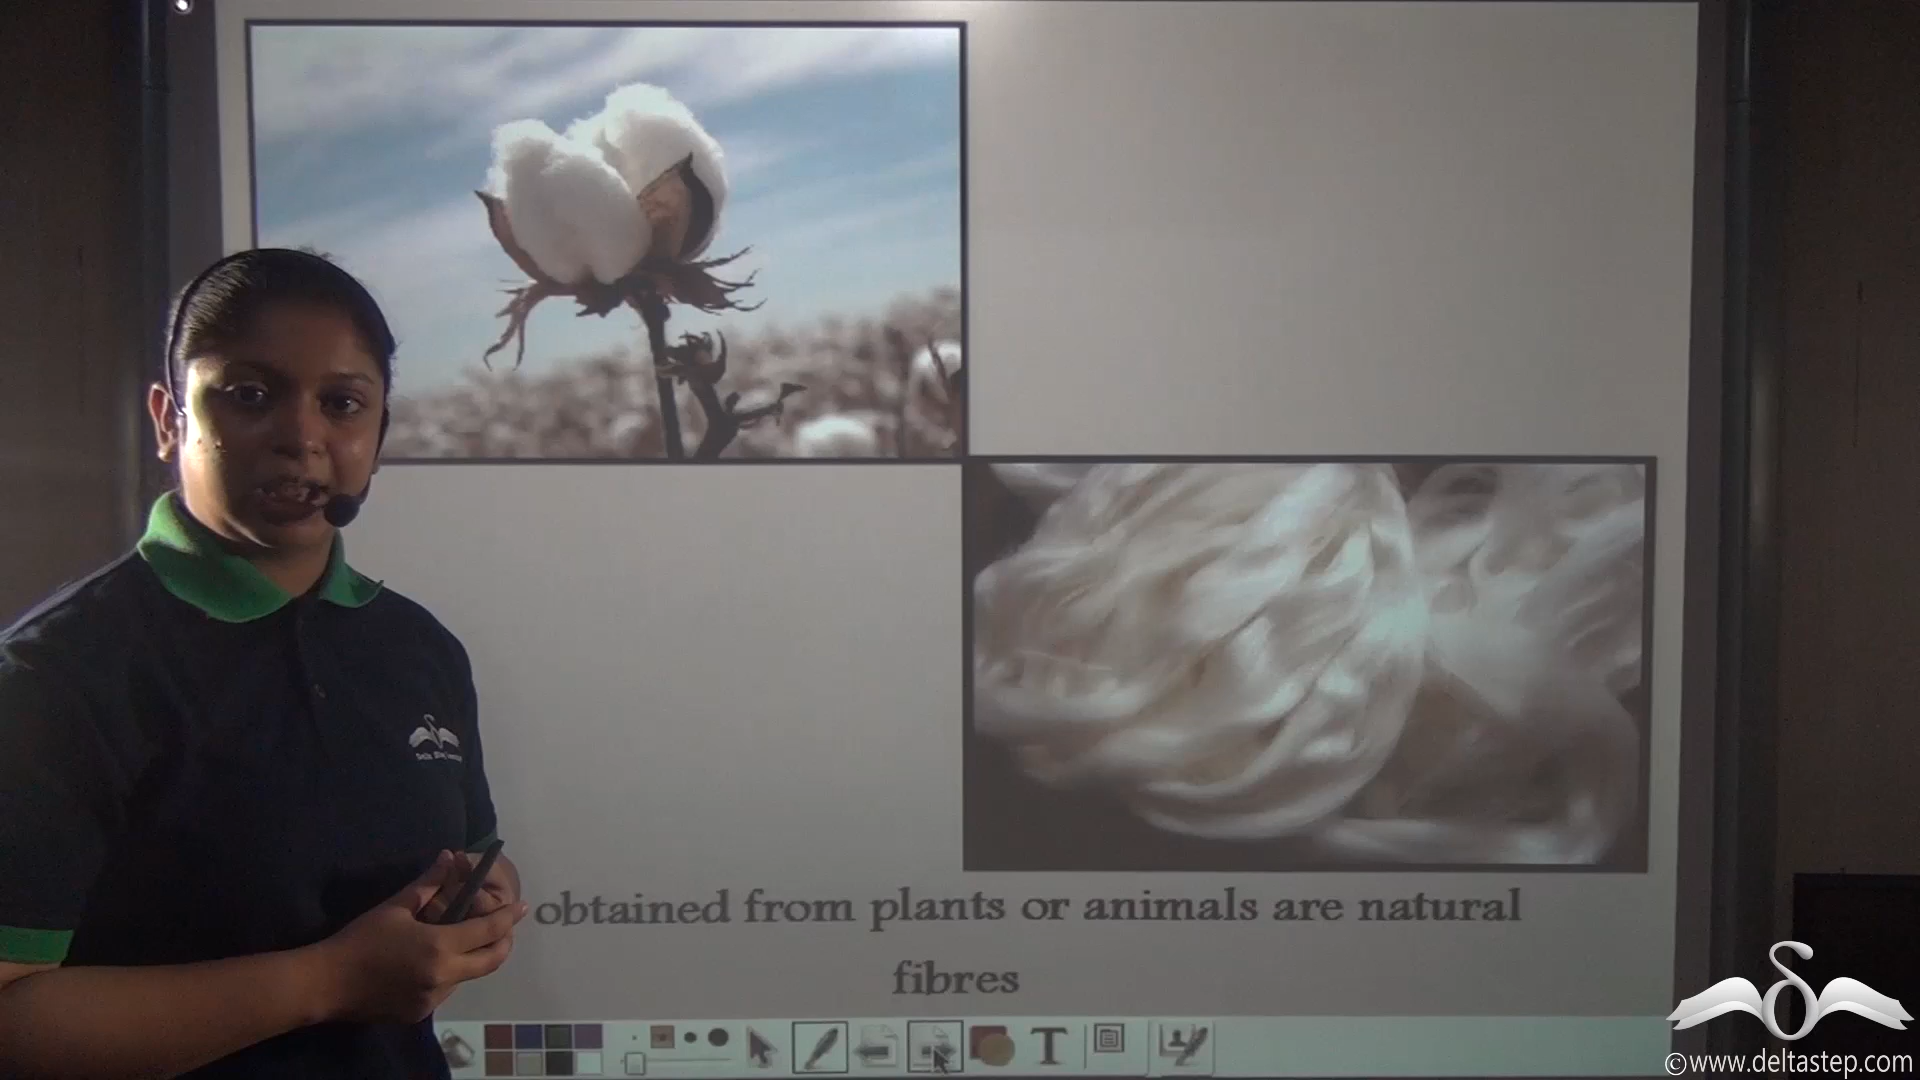 obtained from plants or animals are natural
fibres
T
©www.deltastep.com